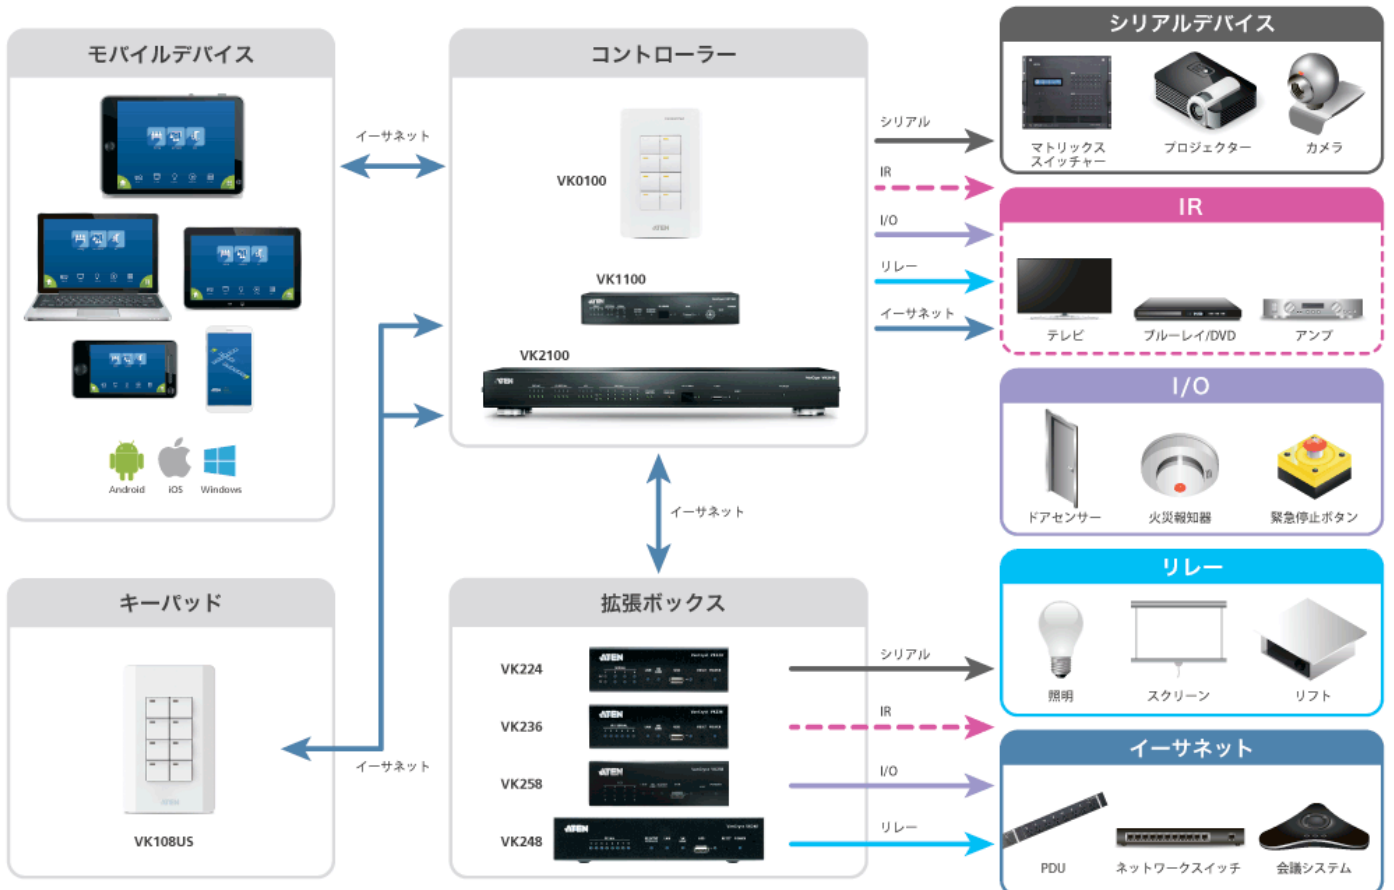 モバイルデバイス
Android
iOS
Windows
イーサネット
キーパッド
VK108US
イーサネット
コントローラー
VK0100
ATEN
VK1100
ATEN
VK2100
ATEN
イーサネット
拡張ボックス
VK224
ATEN
VK236
ATEN
VK258
ATEN
VK248
ATEN
シリアル
IR
I/O
リレー
イーサネット
シリアル
IR
I/O
リレー
シリアルデバイス
マトリックス
スイッチャー
プロジェクター
カメラ
IR
テレビ
ブルーレイ/DVD
アンプ
I/O
ドアセンサー
火災報知器
緊急停止ボタン
リレー
照明
スクリーン
リフト
イーサネット
PDU
ネットワークスイッチ
会議システム